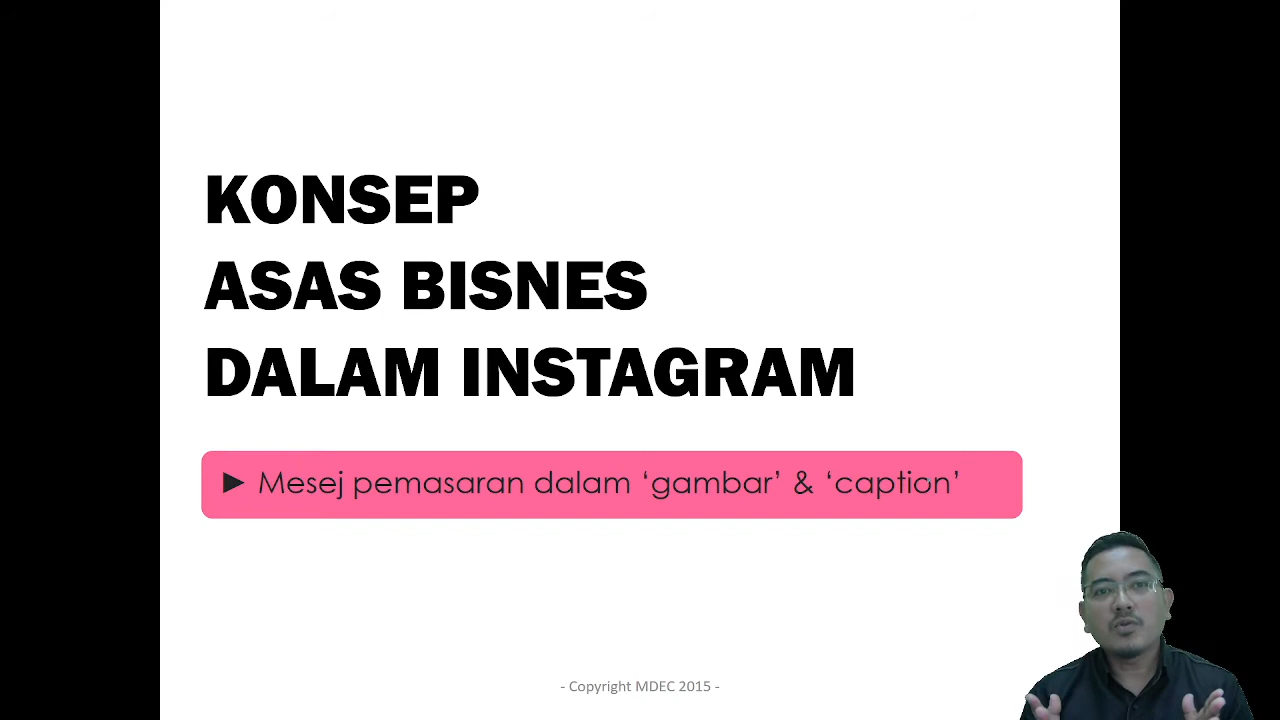 KONSEP
ASAS BISNES
DALAM INSTAGRAM
► Mesej pemasaran dalam ‘gambar’ & ‘caption’
- Copyright MDEC 2015 -